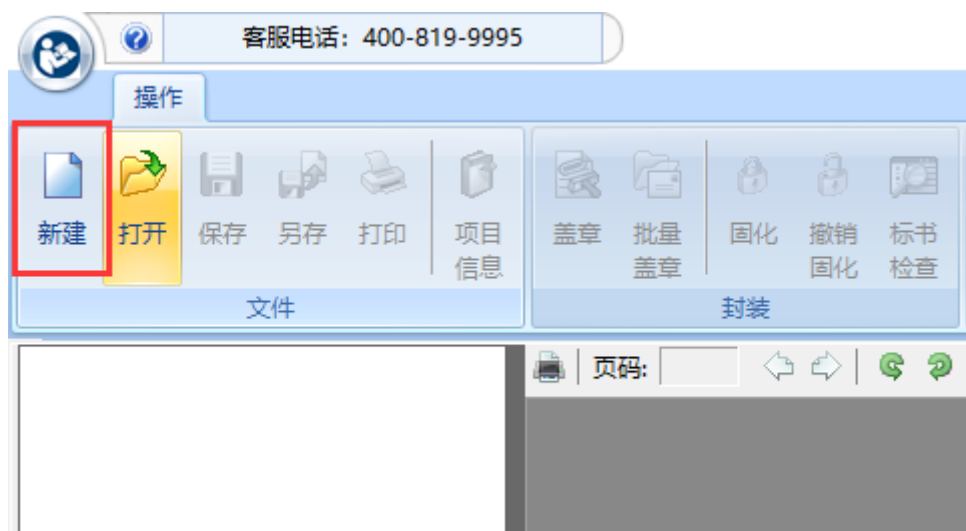 客服电话：400-819-9995
操作
新建 打开 保存 另存 打印 项目信息 盖章 批量盖章 固化 撤销固化 标书检查
文件 封装
页码: